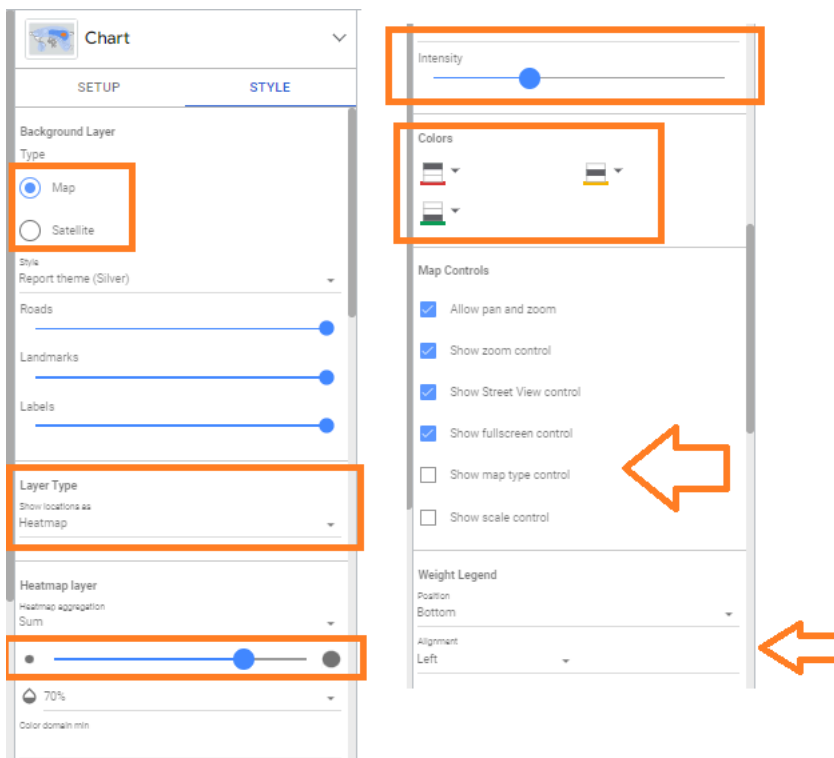 Chart
SETUP STYLE
Background Layer
Type
Map
Satellite
Style
Report theme (Silver)
Roads
Landmarks
Labels
Layer Type
Show locations as
Heatmap
Heatmap layer
Heatmap aggregation
Sum
70%
Color domain min
Intensity
Colors
Map Controls
Allow pan and zoom
Show zoom control
Show Street View control
Show fullscreen control
Show map type control
Show scale control
Weight Legend
Position
Bottom
Alignment
Left